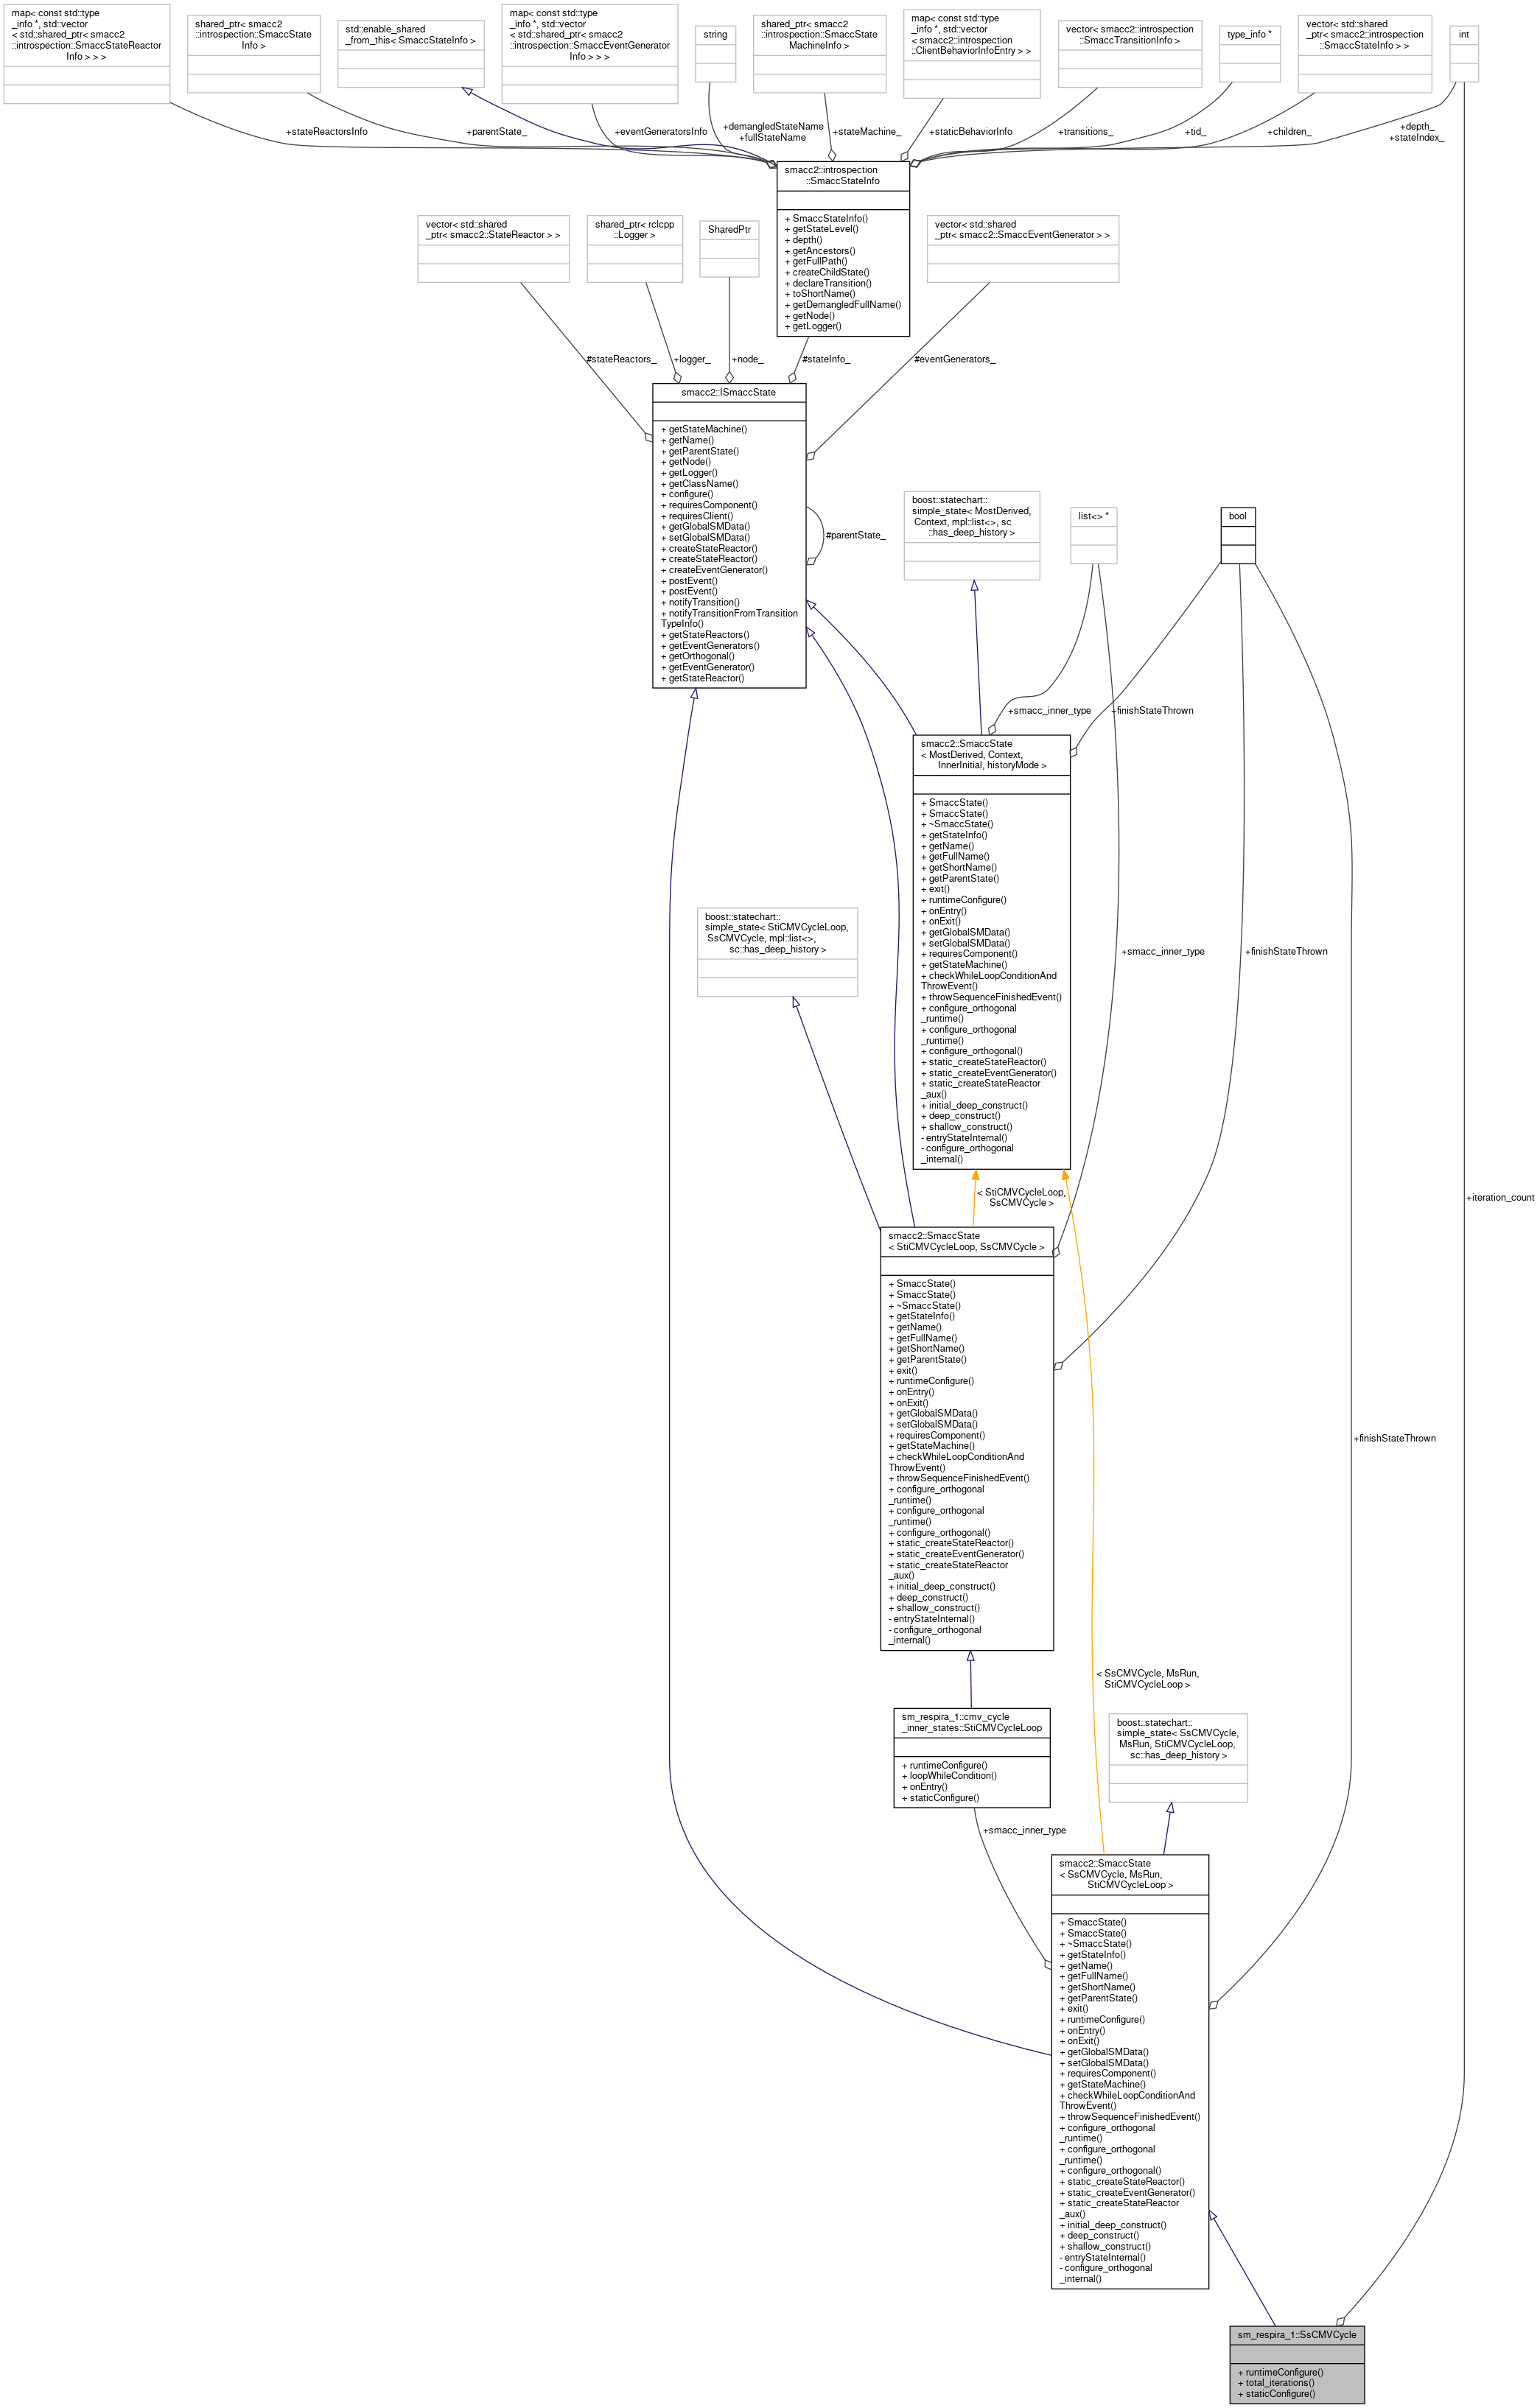 map< const std::type
_info *, std::vector
< std::shared_ptr< smacc2
::introspection::SmaccStateReactor
Info > > >
shared_ptr< smacc2
::introspection::SmaccState
Info >
std::enable_shared
_from_this< SmaccStateInfo >
map< const std::type
_info *, std::vector
< std::shared_ptr< smacc2
::introspection::SmaccEventGenerator
Info > > >
string
shared_ptr< smacc2
::introspection::SmaccState
MachineInfo >
map< const std::type
_info *, std::vector
< smacc2::introspection
::ClientBehaviorInfoEntry > >
vector< smacc2::introspection
::SmaccTransitionInfo >
type_info *
vector< std::shared
_ptr< smacc2::introspection
::SmaccStateInfo > >
int
+stateReactorsInfo
+parentState_
+eventGeneratorsInfo
+demangledStateName
+fullStateName
+stateMachine_
+staticBehaviorInfo
+transitions_
+tid_
+children_
+depth_
+stateIndex_
smacc2::introspection
::SmaccStateInfo
+ SmaccStateInfo()
+ getStateLevel()
+ depth()
+ getAncestors()
+ getFullPath()
+ createChildState()
+ declareTransition()
+ toShortName()
+ getDemangledFullName()
+ getNode()
+ getLogger()
vector< std::shared
_ptr< smacc2::StateReactor > >
shared_ptr< rclcpp
::Logger >
SharedPtr
vector< std::shared
_ptr< smacc2::SmaccEventGenerator > >
#stateReactors_
+logger_
+node_
#stateInfo_
#eventGenerators_
smacc2::ISmaccState
+ getStateMachine()
+ getName()
+ getParentState()
+ getNode()
+ getLogger()
+ getClassName()
+ configure()
+ requiresComponent()
+ requiresClient()
+ getGlobalSMData()
+ setGlobalSMData()
+ createStateReactor()
+ createStateReactor()
+ createEventGenerator()
+ postEvent()
+ postEvent()
+ notifyTransition()
+ notifyTransitionFromTransition
TypeInfo()
+ getStateReactors()
+ getEventGenerators()
+ getOrthogonal()
+ getEventGenerator()
+ getStateReactor()
#parentState_
boost::statechart::
simple_state< MostDerived,
Context, mpl::list<>, sc
::has_deep_history >
list<> *
bool
+smacc_inner_type
+finishStateThrown
smacc2::SmaccState
< MostDerived, Context,
InnerInitial, historyMode >
+ SmaccState()
+ SmaccState()
+ ~SmaccState()
+ getStateInfo()
+ getName()
+ getFullName()
+ getShortName()
+ getParentState()
+ exit()
+ runtimeConfigure()
+ onEntry()
+ onExit()
+ getGlobalSMData()
+ setGlobalSMData()
+ requiresComponent()
+ getStateMachine()
+ checkWhileLoopConditionAnd
ThrowEvent()
+ throwSequenceFinishedEvent()
+ configure_orthogonal
_runtime()
+ configure_orthogonal
_runtime()
+ configure_orthogonal()
+ static_createStateReactor()
+ static_createEventGenerator()
+ static_createStateReactor
_aux()
+ initial_deep_construct()
+ deep_construct()
+ shallow_construct()
- entryStateInternal()
- configure_orthogonal
_internal()
boost::statechart::
simple_state< StiCMVCycleLoop,
SsCMVCycle, mpl::list<>,
sc::has_deep_history >
+smacc_inner_type
+finishStateThrown
< StiCMVCycleLoop,
SsCMVCycle >
+iteration_count
smacc2::SmaccState
< StiCMVCycleLoop, SsCMVCycle >
+ SmaccState()
+ SmaccState()
+ ~SmaccState()
+ getStateInfo()
+ getName()
+ getFullName()
+ getShortName()
+ getParentState()
+ exit()
+ runtimeConfigure()
+ onEntry()
+ onExit()
+ getGlobalSMData()
+ setGlobalSMData()
+ requiresComponent()
+ getStateMachine()
+ checkWhileLoopConditionAnd
ThrowEvent()
+ throwSequenceFinishedEvent()
+ configure_orthogonal
_runtime()
+ configure_orthogonal
_runtime()
+ configure_orthogonal()
+ static_createStateReactor()
+ static_createEventGenerator()
+ static_createStateReactor
_aux()
+ initial_deep_construct()
+ deep_construct()
+ shallow_construct()
- entryStateInternal()
- configure_orthogonal
_internal()
+finishStateThrown
< SsCMVCycle, MsRun,
StiCMVCycleLoop >
sm_respira_1::cmv_cycle
_inner_states::StiCMVCycleLoop
+ runtimeConfigure()
+ loopWhileCondition()
+ onEntry()
+ staticConfigure()
boost::statechart::
simple_state< SsCMVCycle,
MsRun, StiCMVCycleLoop,
sc::has_deep_history >
+smacc_inner_type
smacc2::SmaccState
< SsCMVCycle, MsRun,
StiCMVCycleLoop >
+ SmaccState()
+ SmaccState()
+ ~SmaccState()
+ getStateInfo()
+ getName()
+ getFullName()
+ getShortName()
+ getParentState()
+ exit()
+ runtimeConfigure()
+ onEntry()
+ onExit()
+ getGlobalSMData()
+ setGlobalSMData()
+ requiresComponent()
+ getStateMachine()
+ checkWhileLoopConditionAnd
ThrowEvent()
+ throwSequenceFinishedEvent()
+ configure_orthogonal
_runtime()
+ configure_orthogonal
_runtime()
+ configure_orthogonal()
+ static_createStateReactor()
+ static_createEventGenerator()
+ static_createStateReactor
_aux()
+ initial_deep_construct()
+ deep_construct()
+ shallow_construct()
- entryStateInternal()
- configure_orthogonal
_internal()
sm_respira_1::SsCMVCycle
+ runtimeConfigure()
+ total_iterations()
+ staticConfigure()